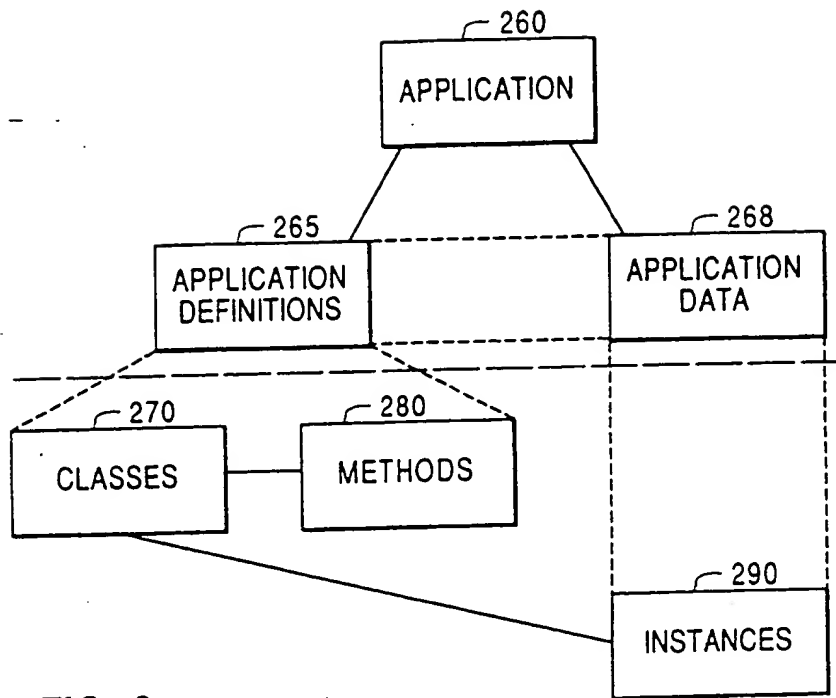 260
APPLICATION
265
268
APPLICATION
DEFINITIONS
APPLICATION
DATA
270
280
CLASSES
METHODS
290
INSTANCES